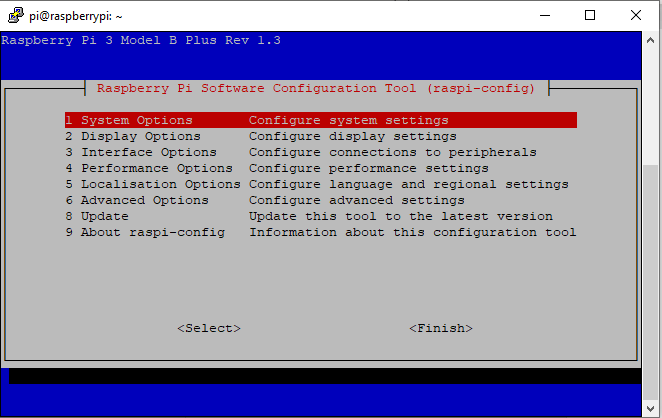 pi@raspberrypi: ~
Raspberry Pi 3 Model B Plus Rev 1.3
Raspberry Pi Software Configuration Tool (raspi-config)
1 System Options Configure system settings
2 Display Options Configure display settings
3 Interface Options Configure connections to peripherals
4 Performance Options Configure performance settings
5 Localisation Options Configure language and regional settings
6 Advanced Options Configure advanced settings
8 Update Update this tool to the latest version
9 About raspi-config Information about this configuration tool
<Select> <Finish>